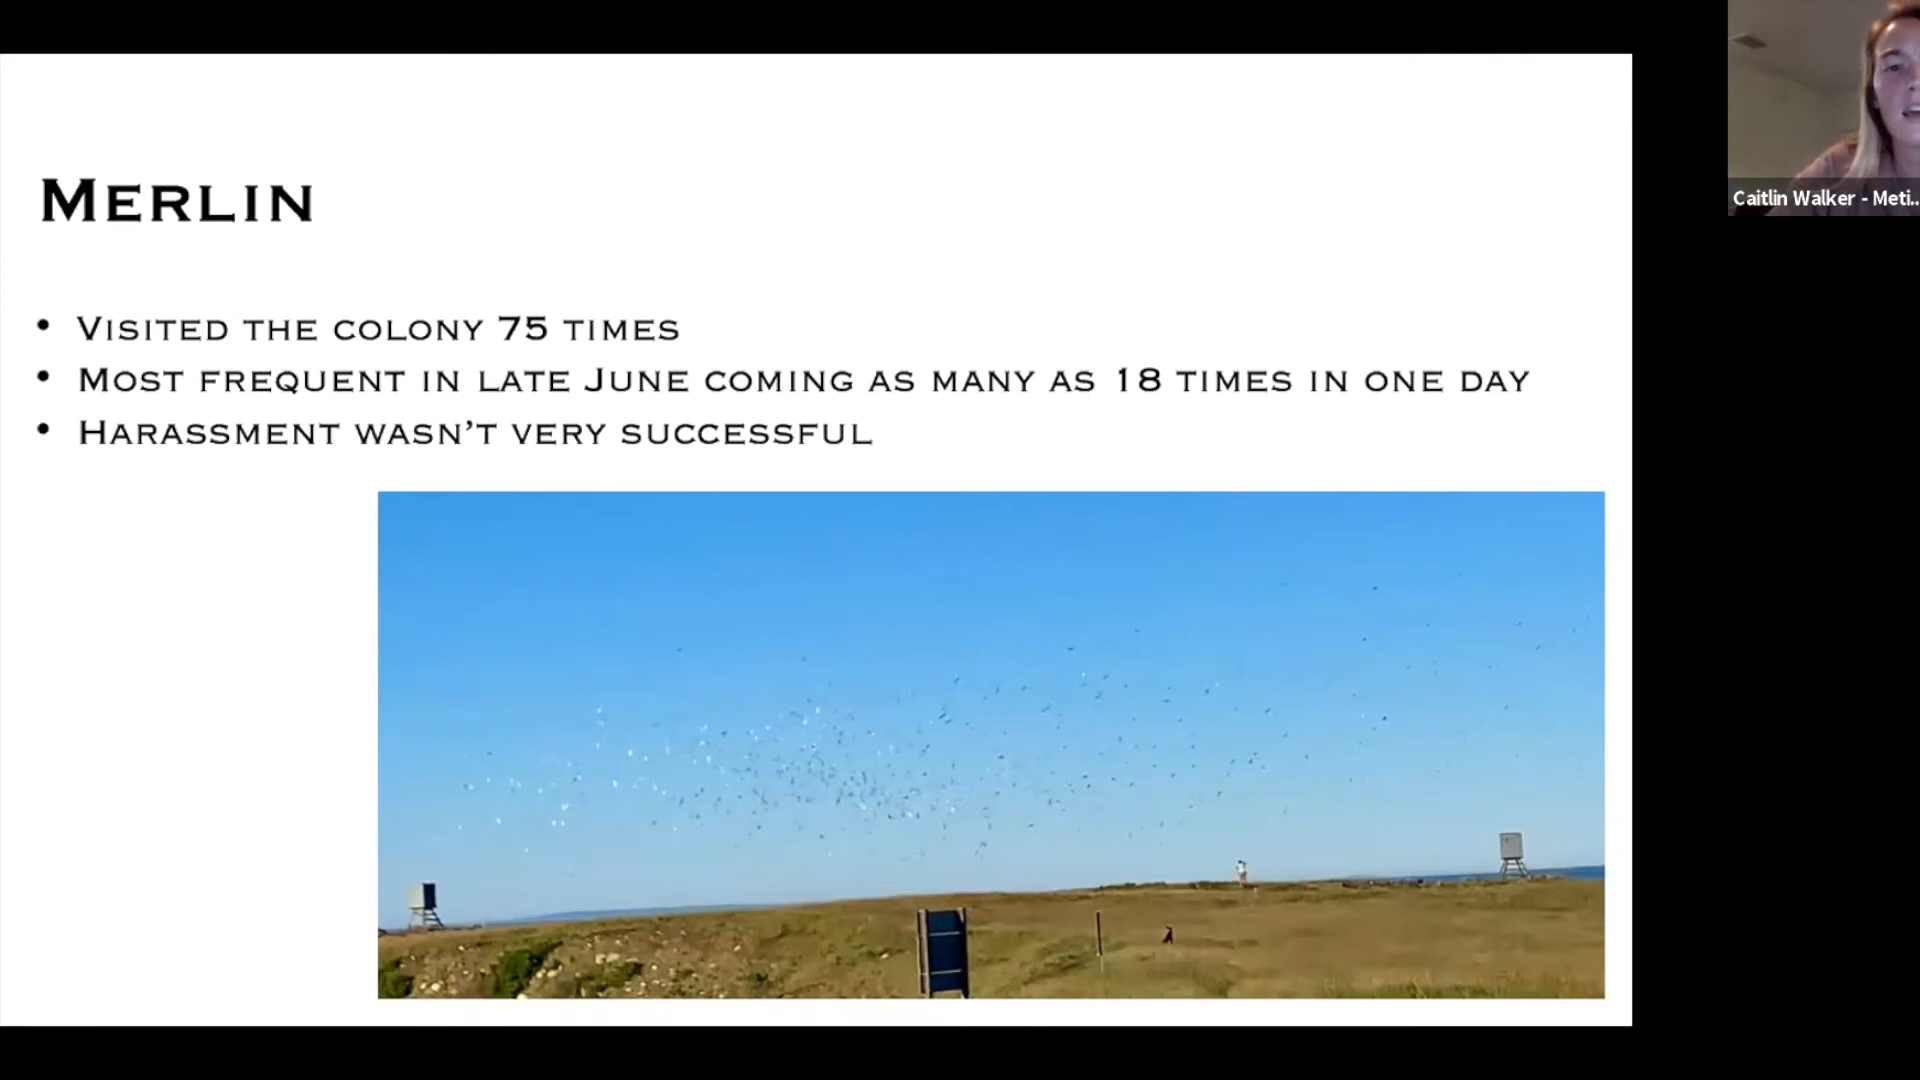 Merlin
• Visited the colony 75 times
• Most frequent in late June coming as many as 18 times in one day
• Harassment wasn't very successful
Caitlin Walker - Meti...